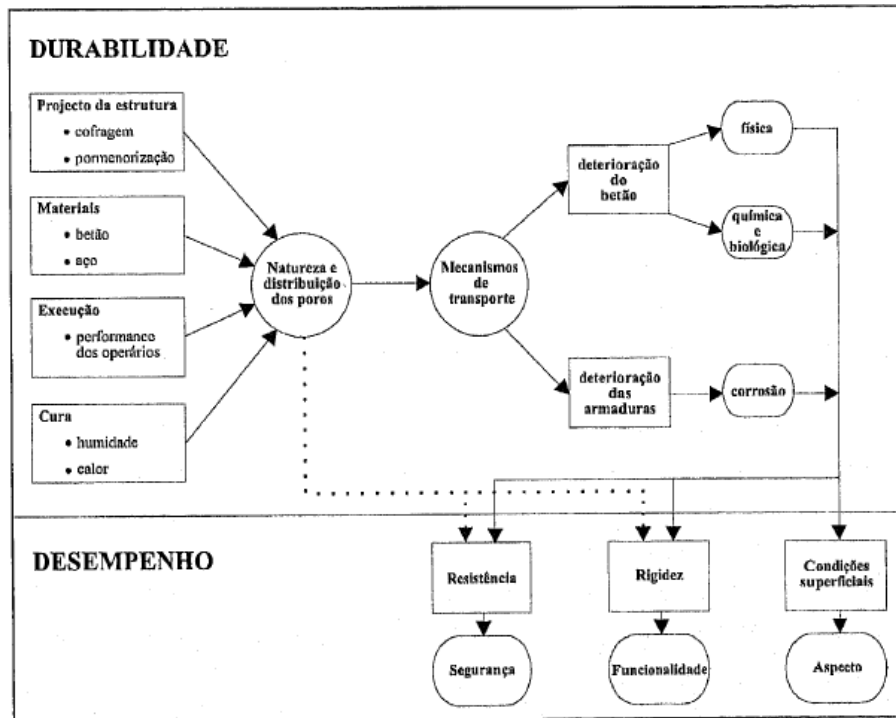 DURABILIDADE
Projecto da estrutura
• cofragem
• pormenorização
Materiais
• betão
• aço
Execução
• performance
dos operários
Cura
• humidade
• calor
Natureza e
distribuição
dos poros
Mecanismos
de
transporte
deterioração
do
betão
física
química
e
biológica
deterioração
das
armaduras
corrosão
DESEMPENHO
Resistência
Rigidez
Condições
superficiais
Segurança
Funcionalidade
Aspecto